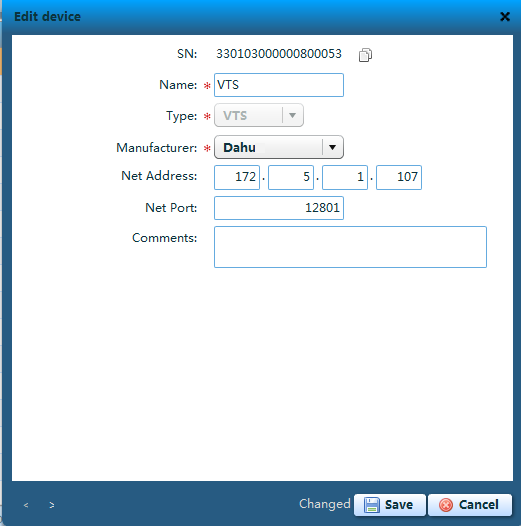 Edit device
SN: 330103000000800053
Name: * VTS
Type: * VTS
Manufacturer: * Dahu
Net Address: 172 . 5 . 1 . 107
Net Port: 12801
Comments:
< > Changed Save Cancel